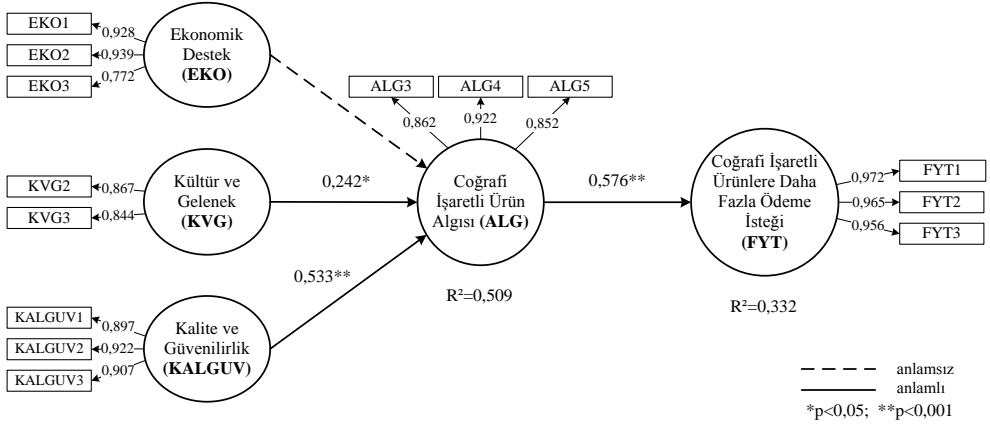 EKO1
0,928
EKO2
0,939
EKO3
0,772
Ekonomik
Destek
(EKO)
ALG3
ALG4
ALG5
0,862
0,922
0,852
KVG2
0,867
KVG3
0,844
Kültür ve
Gelenek
(KVG)
0,242*
Coğrafi
İşaretli Ürün
Algısı (ALG)
R²=0,509
0,576**
Coğrafi İşaretli
Ürünlere Daha
Fazla Ödeme
İsteği
(FYT)
R²=0,332
0,972
FYT1
0,965
FYT2
0,956
FYT3
KALGUV1
0,897
KALGUV2
0,922
KALGUV3
0,907
Kalite ve
Güvenilirlik
(KALGUV)
0,533**
anlamsız
anlamlı
*p<0,05; **p<0,001